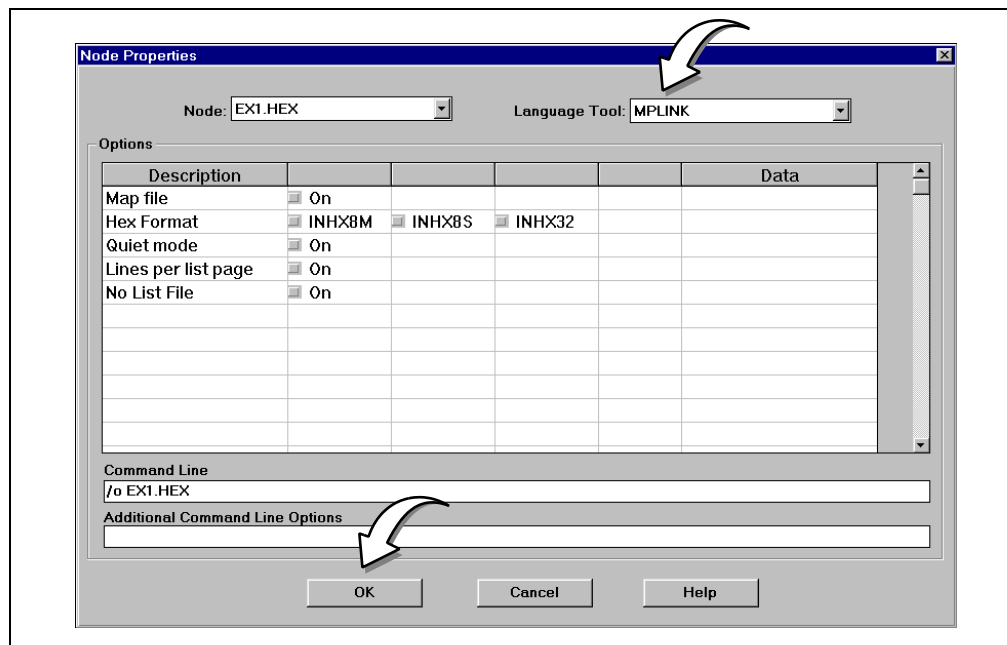 Node Properties
Node: EX1.HEX Language Tool: MPLINK
Options
Description Data
Map file On
Hex Format INHX8M INHX8S INHX32
Quiet mode On
Lines per list page On
No List File On
Command Line
/o EX1.HEX
Additional Command Line Options
OK Cancel Help